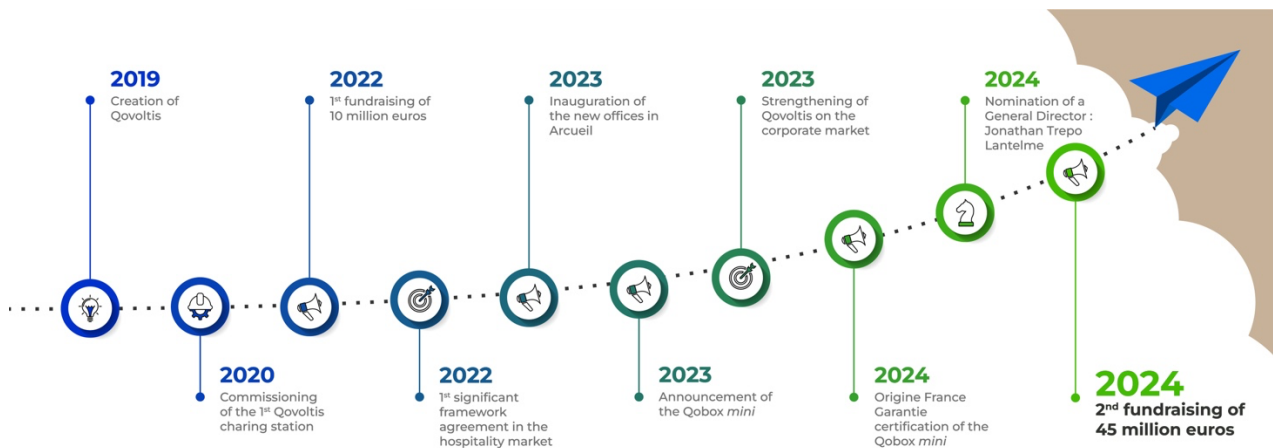 2019
Creation of
Qovoltis
2020
Commissioning
of the 1st Qovoltis
charing station
2022
1st fundraising of
10 million euros
2022
1st significant
framework
agreement in the
hospitality market
2023
Inauguration of
the new offices in
Arcueil
2023
Announcement of
the Qobox mini
2023
Strengthening of
Qovoltis on the
corporate market
2024
Origine France
Garantie
certification of the
Qobox mini
2024
Nomination of a
General Director :
Jonathan Trepo
Lantelme
2024
2nd fundraising of
45 million euros